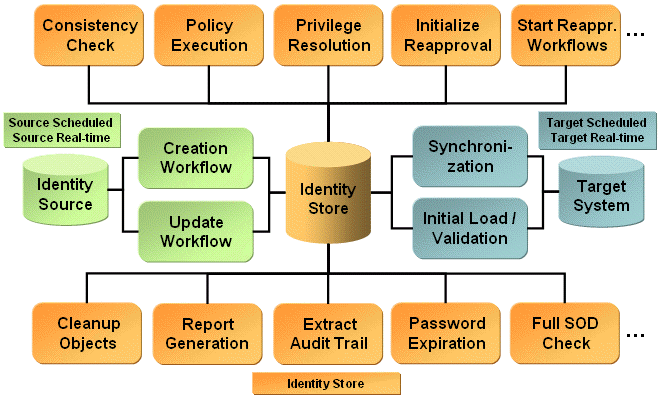 Consistency
Check
Policy
Execution
Privilege
Resolution
Initialize
Reapproval
Start Reappr.
Workflows
...
Source Scheduled
Source Real-time
Target Scheduled
Target Real-time
Identity
Source
Creation
Workflow
Update
Workflow
Identity
Store
Synchroni-
zation
Initial Load /
Validation
Target
System
Cleanup
Objects
Report
Generation
Extract
Audit Trail
Password
Expiration
Full SOD
Check
...
Identity Store